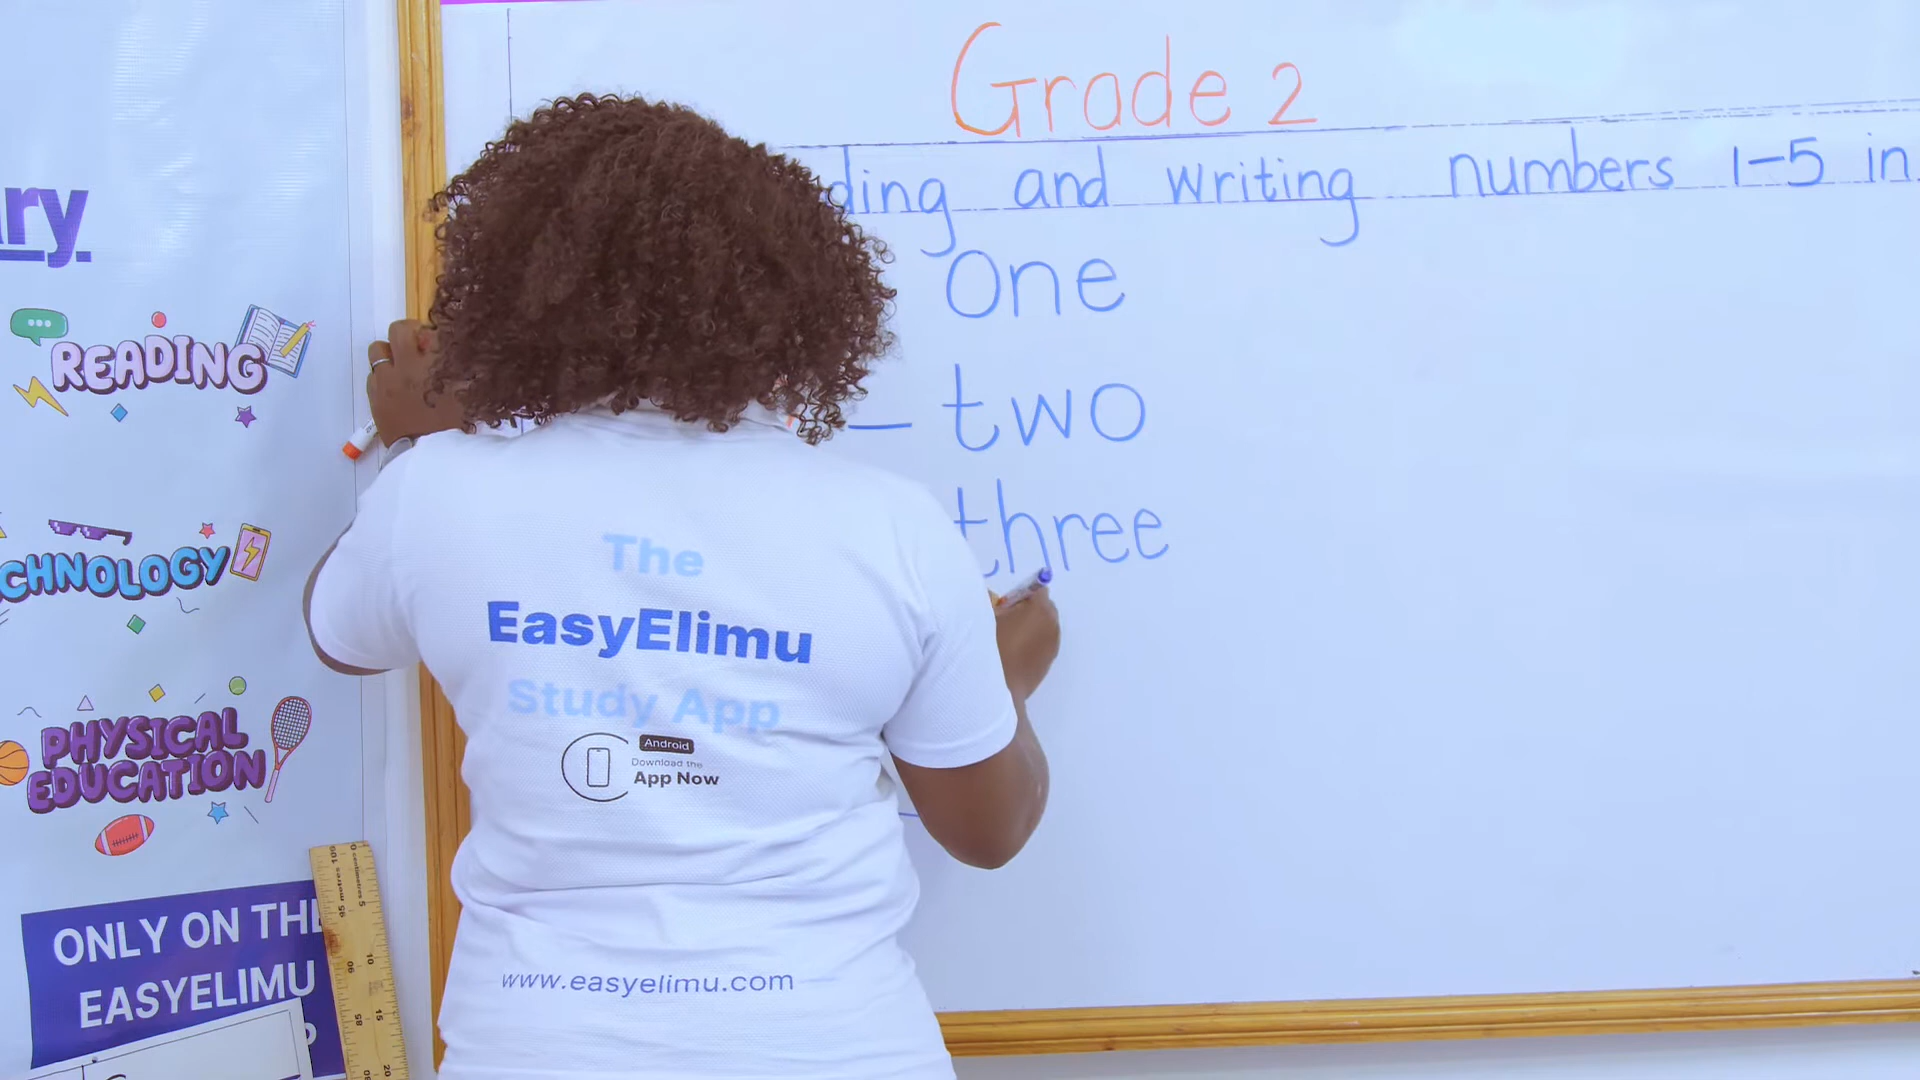 Grade 2
ding and writing numbers 1-5 in
one
– two
three
ry
READING
CHNOLOGY
PHYSICAL
EDUCATION
ONLY ON THE
EASYELIMU
The
EasyElimu
Study App
Android
Download the
App Now
www.easyelimu.com